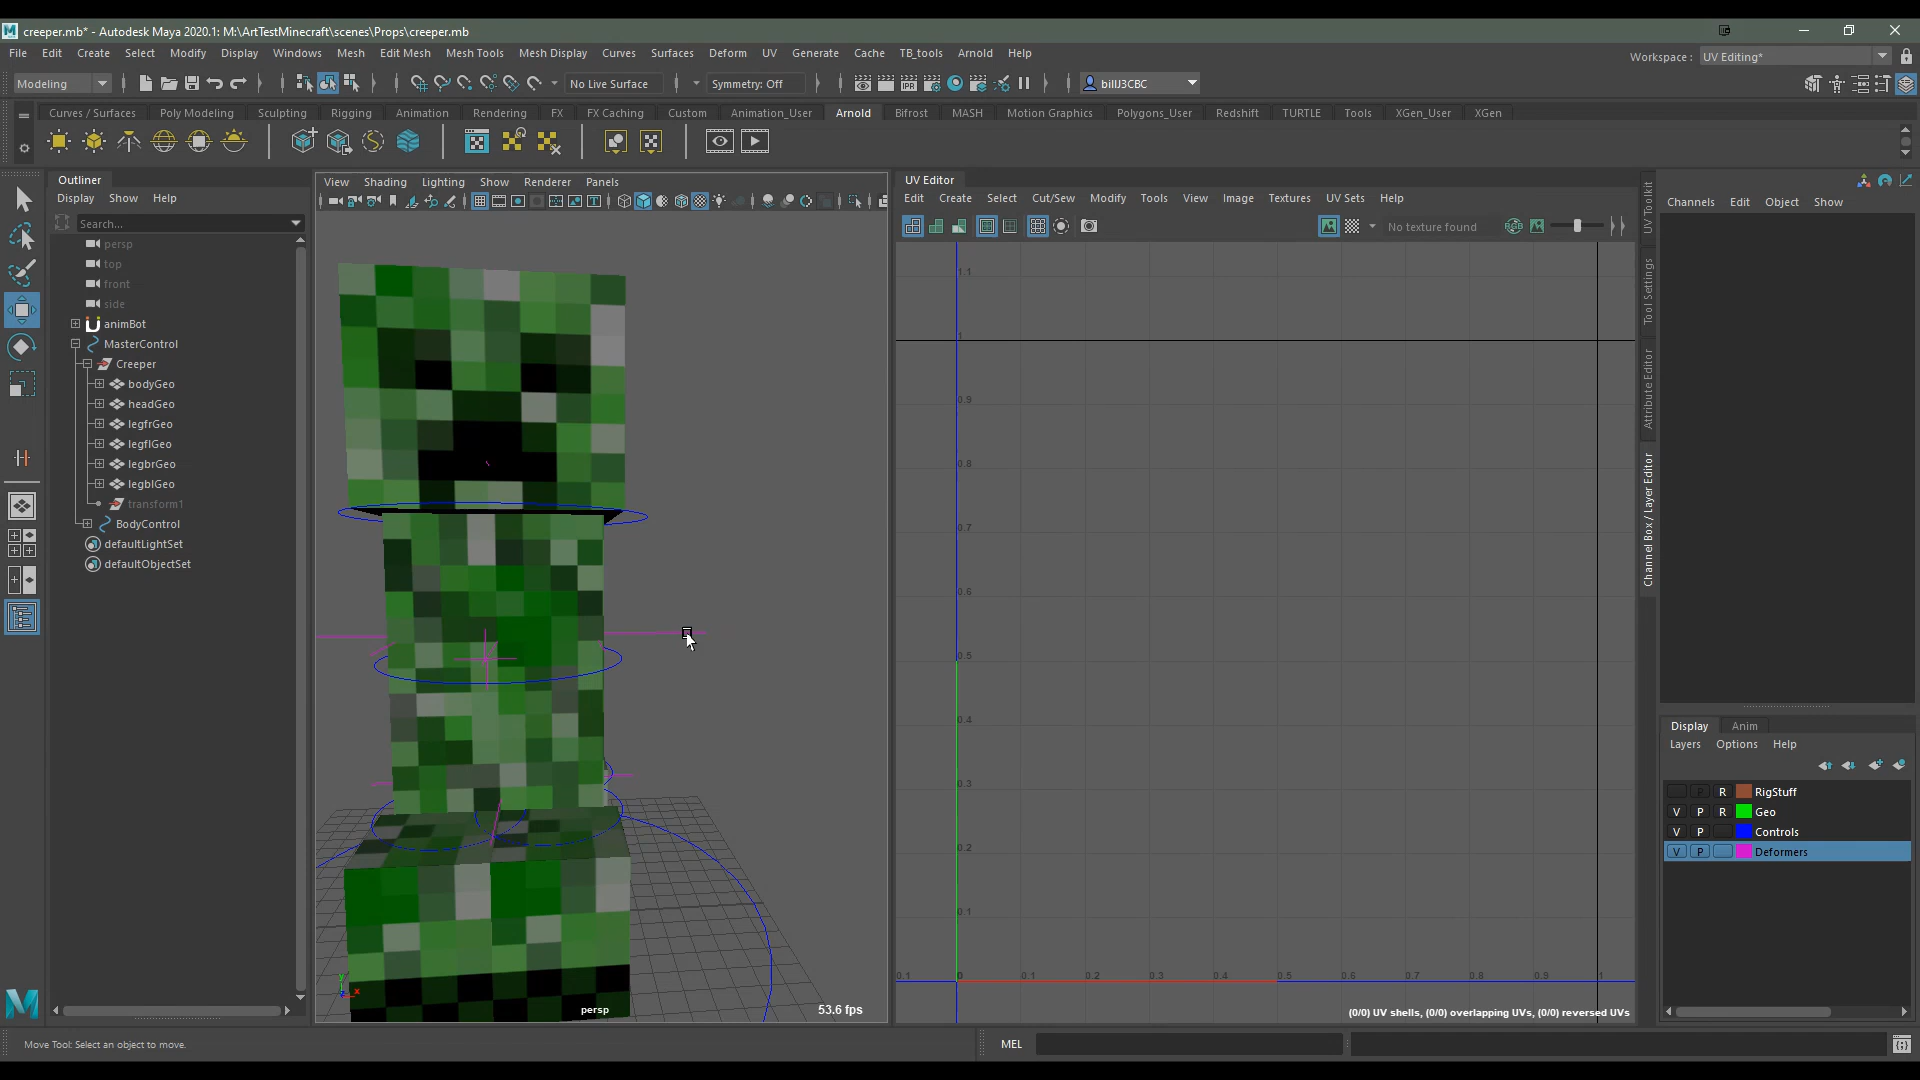 creeper.mb* - Autodesk Maya 2020.1: M:\ArtTestMinecraft\scenes\Props\creeper.mb
File Edit Create Select Modify Display Windows Mesh Edit Mesh Mesh Tools Mesh Display Curves Surfaces Deform UV Generate Cache TB_tools Arnold Help
Workspace : UV Editing*
Modeling
No Live Surface
Symmetry: Off
billJ3CBC
Curves / Surfaces Poly Modeling Sculpting Rigging Animation Rendering FX FX Caching Custom Animation_User Arnold Bifrost MASH Motion Graphics Polygons_User Redshift TURTLE Tools XGen_User XGen
Outliner
Display Show Help
Search...
persp
top
front
side
animBot
MasterControl
Creeper
bodyGeo
headGeo
legfrGeo
legflGeo
legbrGeo
legblGeo
transform1
BodyControl
defaultLightSet
defaultObjectSet
View Shading Lighting Show Renderer Panels
persp
53.6 fps
UV Editor
Edit Create Select Cut/Sew Modify Tools View Image Textures UV Sets Help
No texture found
1.1
1
0.9
0.8
0.7
0.6
0.5
0.4
0.3
0.2
0.1
0.1 0 0.1 0.2 0.3 0.4 0.5 0.6 0.7 0.8 0.9 1
(0/0) UV shells, (0/0) overlapping UVs, (0/0) reversed UVs
UV Toolkit
Tool Settings
Attribute Editor
Channel Box / Layer Editor
Channels Edit Object Show
Display Anim
Layers Options Help
R RigStuff
V P R Geo
V P Controls
V P Deformers
Move Tool: Select an object to move.
MEL